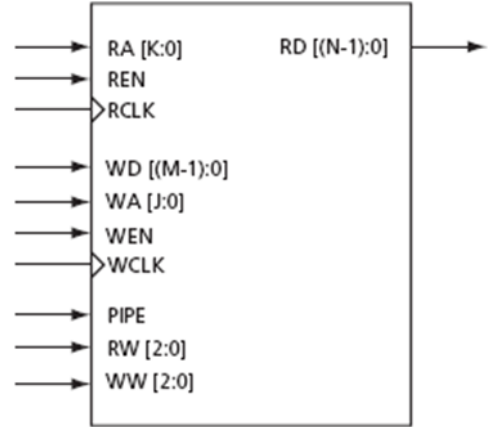 RA [K:0] RD [(N-1):0]
REN
RCLK
WD [(M-1):0]
WA [J:0]
WEN
WCLK
PIPE
RW [2:0]
WW [2:0]